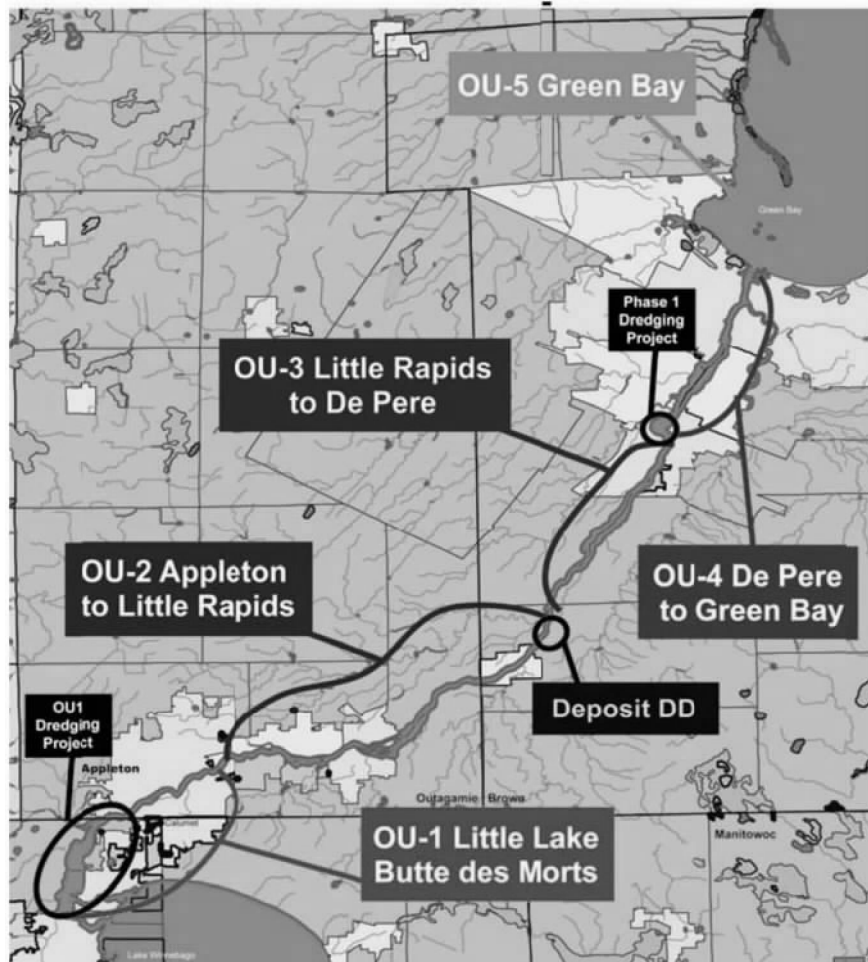 OU-5 Green Bay
Green Bay
Phase 1
Dredging
Project
OU-3 Little Rapids
to De Pere
OU-2 Appleton
to Little Rapids
OU-4 De Pere
to Green Bay
Deposit DD
OU1
Dredging
Project
Appleton
Outagamie Brown
Calumet
OU-1 Little Lake
Butte des Morts
Manitowoc
Lake Winnebago